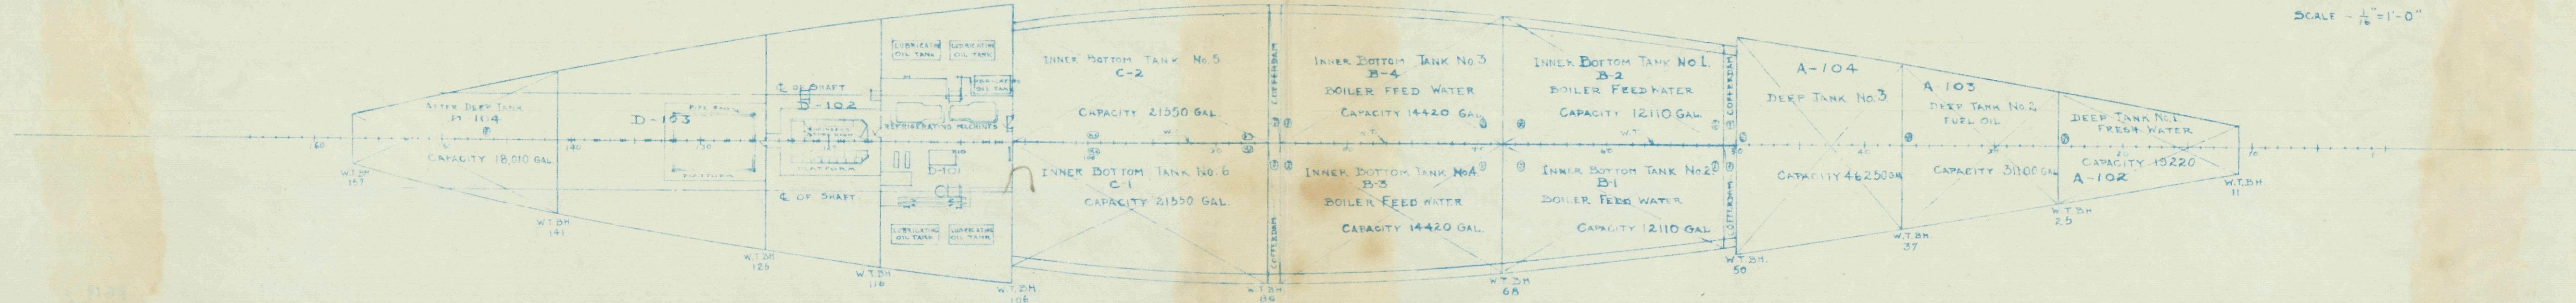 SCALE - 1/16" = 1'-0"
AFTER DEEP TANK
CAPACITY 18,010 GAL
W.T.BH
153
150
140
W.T.BH
141
D-103
130
PLATFORM
W.T.BH
125
℄ OF SHAFT
D-102
PLATFORM
℄ OF SHAFT
W.T.BH
116
LUBRICATING
OIL TANK
LUBRICATING
OIL TANK
LUBRICATING
OIL TANK
REFRIGERATING MACHINES
D-101
LUBRICATING
OIL TANK
LUBRICATING
OIL TANK
W.T.BH
106
INNER BOTTOM TANK No.5
C-2
CAPACITY 21550 GAL.
INNER BOTTOM TANK No.6
C-1
CAPACITY 21550 GAL.
COFFERDAM
COFFERDAM
W.T.BH
86
INNER BOTTOM TANK No.3
B-4
BOILER FEED WATER
CAPACITY 14420 GAL.
W.T.
INNER BOTTOM TANK No.4
B-3
BOILER FEED WATER
CAPACITY 14420 GAL.
W.T.BH
68
INNER BOTTOM TANK No 1.
B-2
BOILER FEED WATER
CAPACITY 12110 GAL.
W.T.
60
INNER BOTTOM TANK No.2
B-1
BOILER FEED WATER
CAPACITY 12110 GAL
COFFERDAM
COFFERDAM
50
W.T.BH.
50
A-104
DEEP TANK No.3
40
CAPACITY 46250 GAL
W.T.BH.
37
A-103
DEEP TANK No.2
FUEL OIL
CAPACITY 31100 GAL
W.T.BH
25
DEEP TANK No.1
FRESH WATER
20
CAPACITY 15220
A-102
W.T.BH
11
10